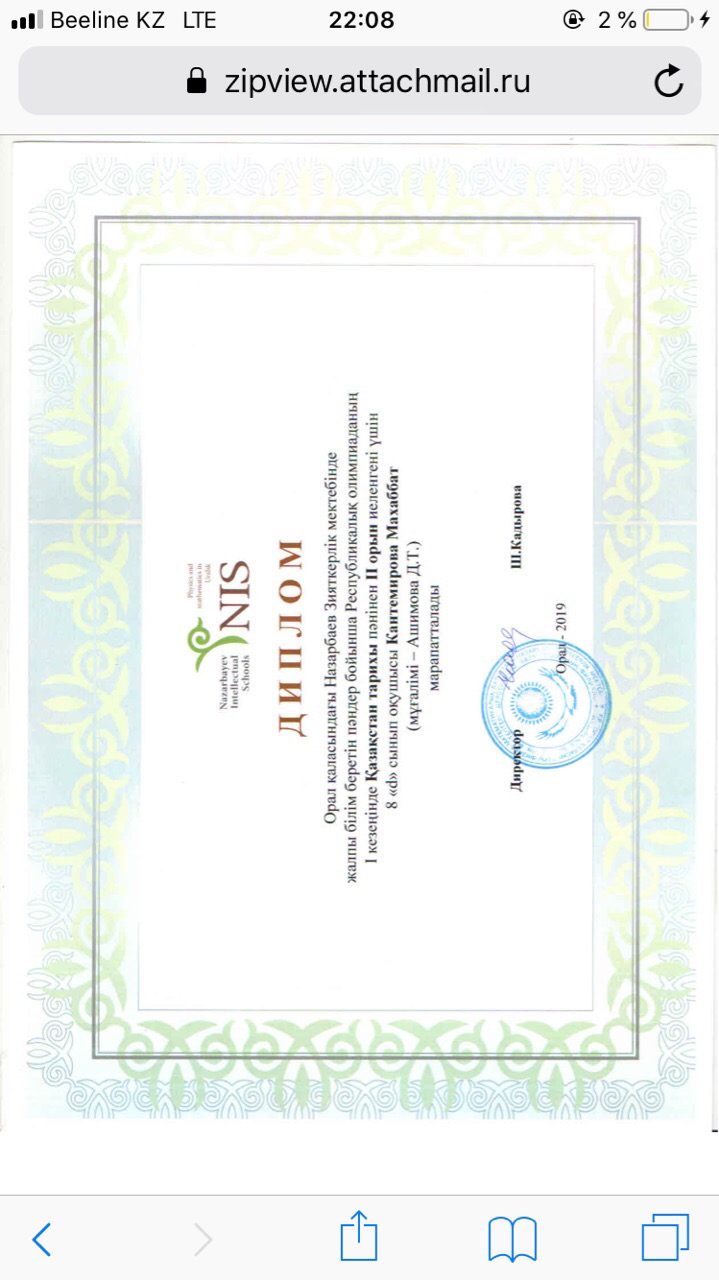 Beeline KZ LTE 22:08 2 %
zipview.attachmail.ru
Nazarbayev
Intellectual
Schools
NIS
Physics and
mathematics in
Uralsk
ДИПЛОМ
Орал қаласындағы Назарбаев Зияткерлік мектебінде
жалпы білім беретін пәндер бойынша Республикалық олимпиаданың
І кезеңінде Қазақстан тарихы пәнінен ІІ орын иеленгені үшін
8 «d» сынып оқушысы Кантемирова Махаббат
(мұғалімі – Ашимова Д.Т.)
марапатталады
Директор Ш.Кадырова
Орал - 2019